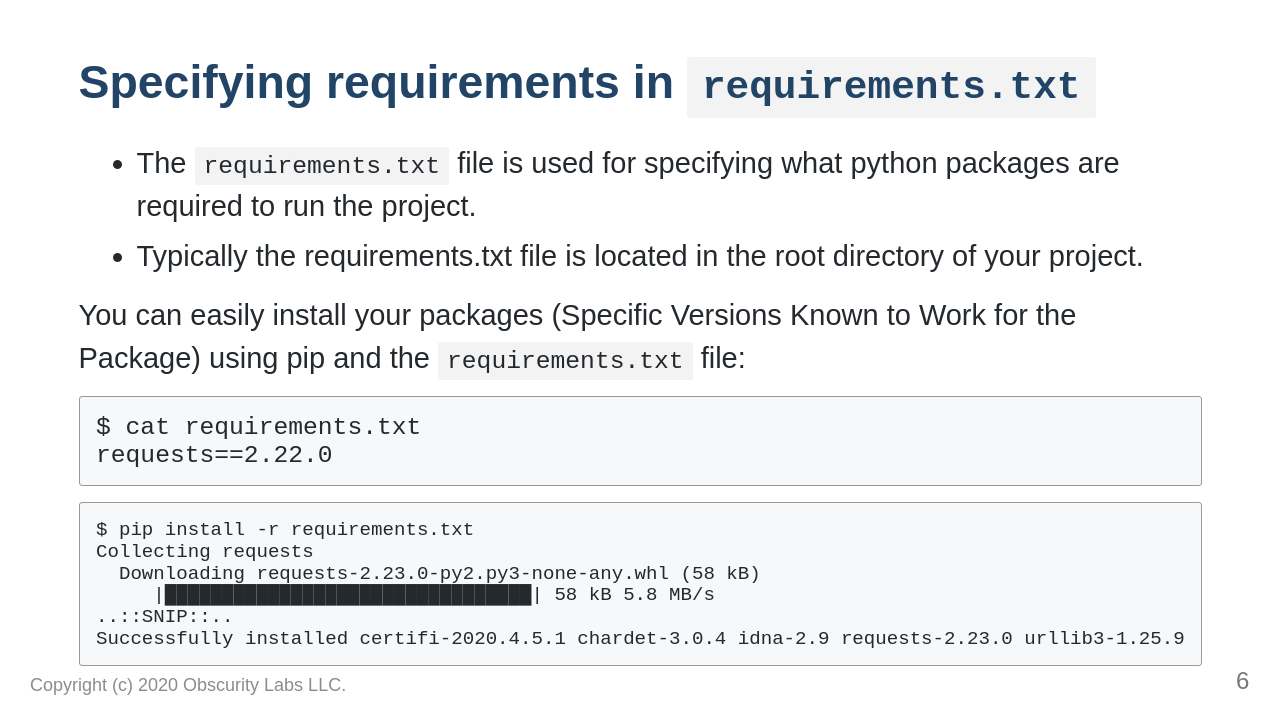 Specifying requirements in requirements.txt
• The requirements.txt file is used for specifying what python packages are
required to run the project.
• Typically the requirements.txt file is located in the root directory of your project.
You can easily install your packages (Specific Versions Known to Work for the
Package) using pip and the requirements.txt file:
$ cat requirements.txt
requests==2.22.0
$ pip install -r requirements.txt
Collecting requests
  Downloading requests-2.23.0-py2.py3-none-any.whl (58 kB)
     |████████████████████████████████| 58 kB 5.8 MB/s
..::SNIP::..
Successfully installed certifi-2020.4.5.1 chardet-3.0.4 idna-2.9 requests-2.23.0 urllib3-1.25.9
Copyright (c) 2020 Obscurity Labs LLC.
6